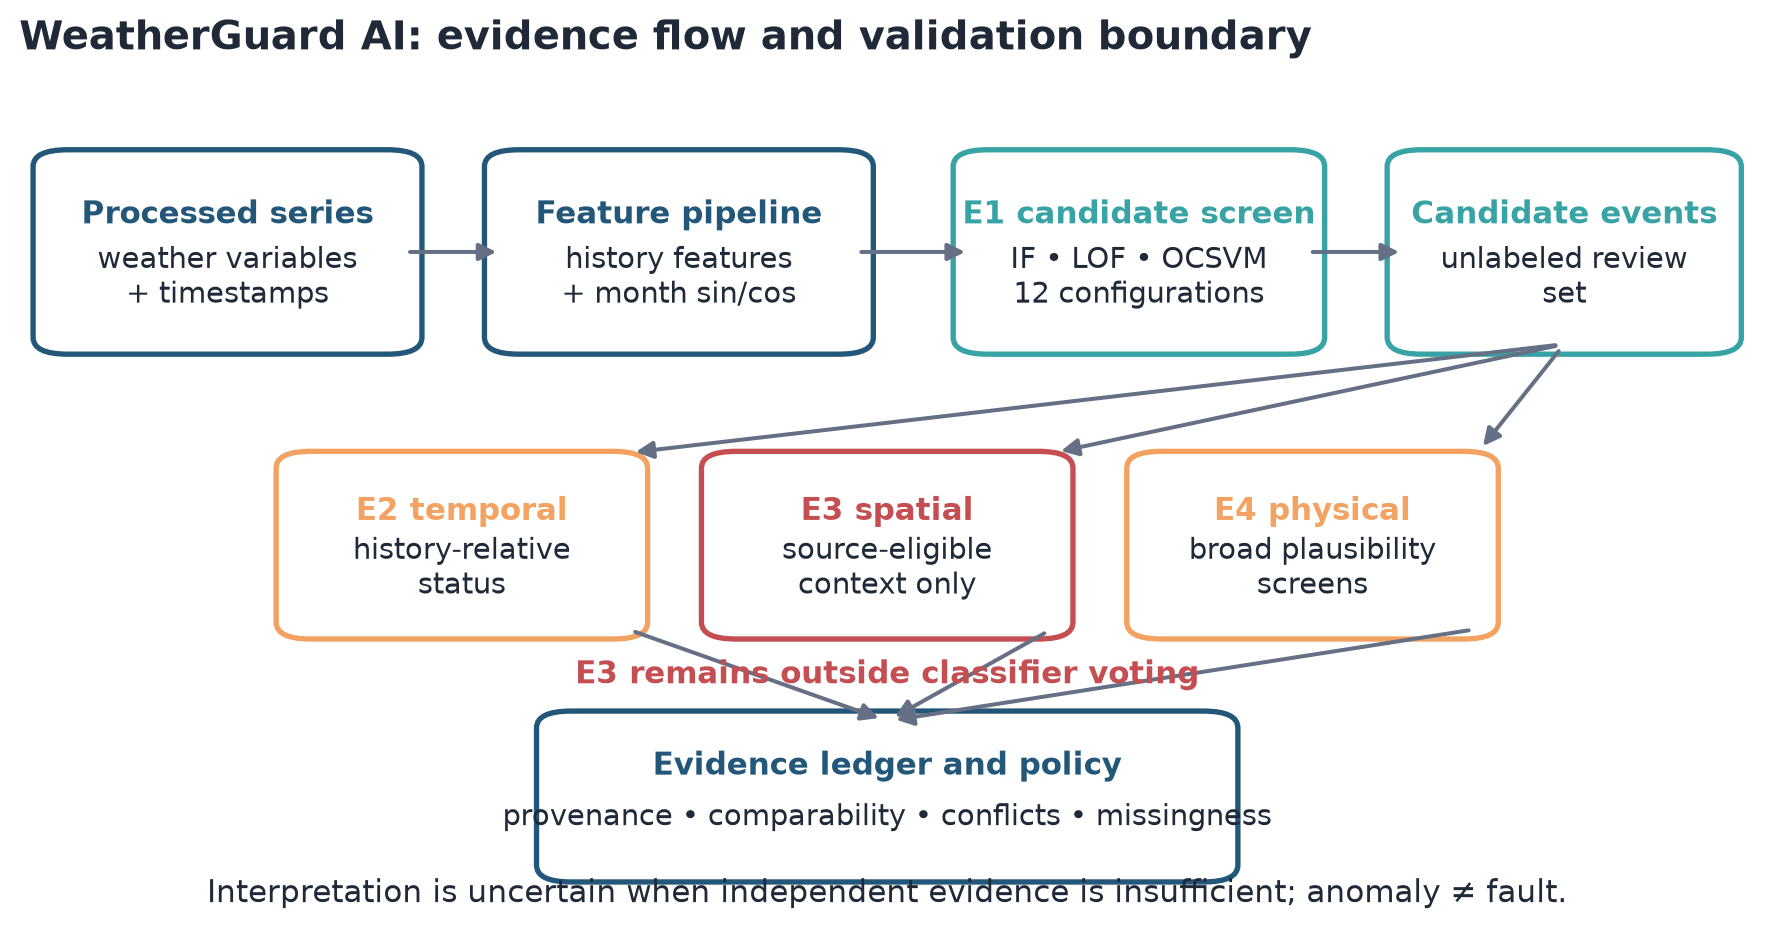 WeatherGuard AI: evidence flow and validation boundary
Processed series
weather variables
+ timestamps
Feature pipeline
history features
+ month sin/cos
E1 candidate screen
IF • LOF • OCSVM
12 configurations
Candidate events
unlabeled review
set
E2 temporal
history-relative
status
E3 spatial
source-eligible
context only
E4 physical
broad plausibility
screens
E3 remains outside classifier voting
Evidence ledger and policy
provenance • comparability • conflicts • missingness
Interpretation is uncertain when independent evidence is insufficient; anomaly ≠ fault.